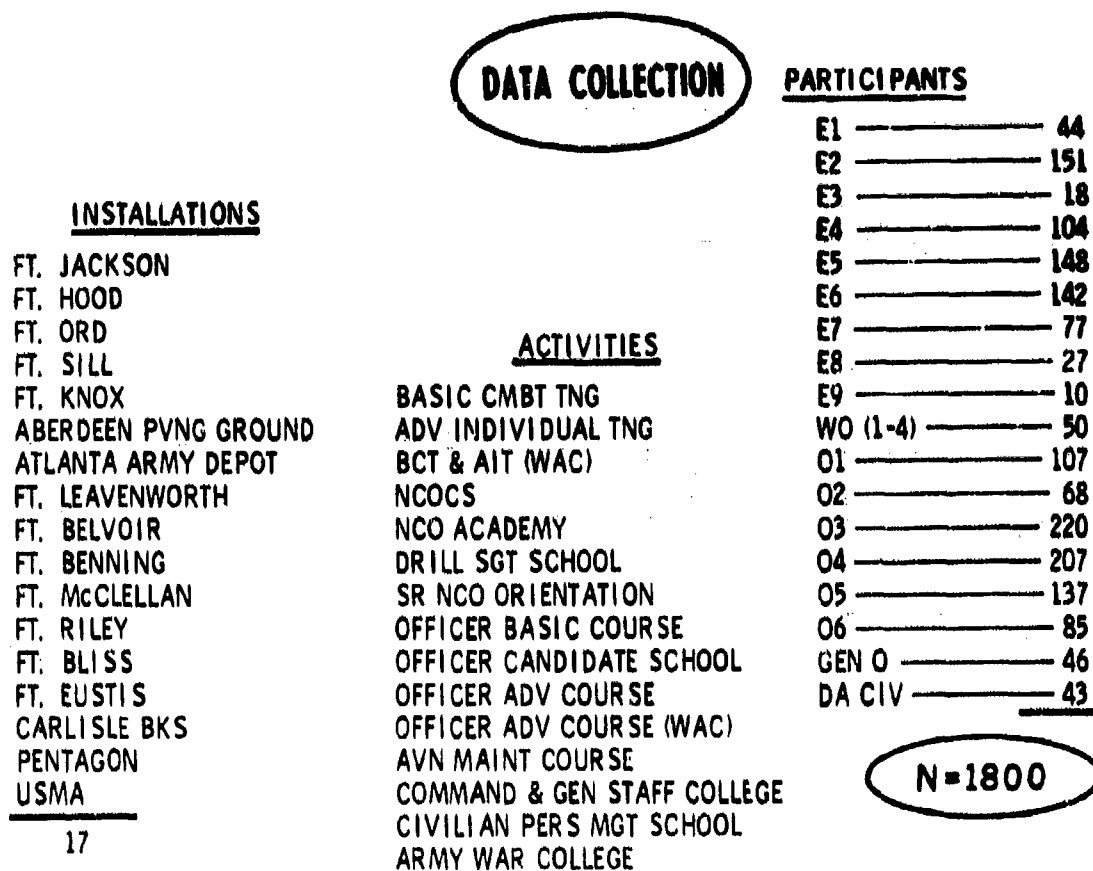 DATA COLLECTION
INSTALLATIONS
FT. JACKSON
FT. HOOD
FT. ORD
FT. SILL
FT. KNOX
ABERDEEN PVNG GROUND
ATLANTA ARMY DEPOT
FT. LEAVENWORTH
FT. BELVOIR
FT. BENNING
FT. McCLELLAN
FT. RILEY
FT. BLISS
FT. EUSTIS
CARLISLE BKS
PENTAGON
USMA
17
ACTIVITIES
BASIC CMBT TNG
ADV INDIVIDUAL TNG
BCT & AIT (WAC)
NCOCS
NCO ACADEMY
DRILL SGT SCHOOL
SR NCO ORIENTATION
OFFICER BASIC COURSE
OFFICER CANDIDATE SCHOOL
OFFICER ADV COURSE
OFFICER ADV COURSE (WAC)
AVN MAINT COURSE
COMMAND & GEN STAFF COLLEGE
CIVILIAN PERS MGT SCHOOL
ARMY WAR COLLEGE
PARTICIPANTS
E1 44
E2 151
E3 18
E4 104
E5 148
E6 142
E7 77
E8 27
E9 10
WO (1-4) 50
O1 107
O2 68
O3 220
O4 207
O5 137
O6 85
GEN O 46
DA CIV 43
N=1800